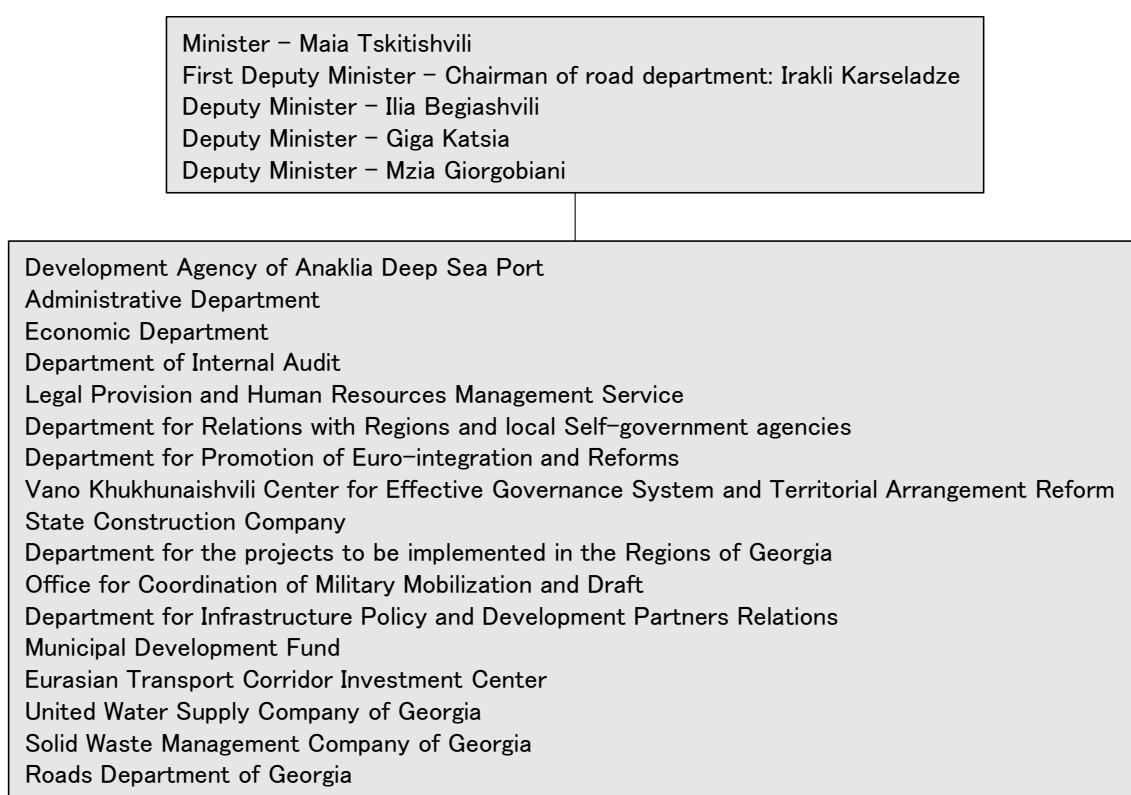 Minister – Maia Tskitishvili
First Deputy Minister – Chairman of road department: Irakli Karseladze
Deputy Minister – Ilia Begiashvili
Deputy Minister – Giga Katsia
Deputy Minister – Mzia Giorgobiani
Development Agency of Anaklia Deep Sea Port
Administrative Department
Economic Department
Department of Internal Audit
Legal Provision and Human Resources Management Service
Department for Relations with Regions and local Self-government agencies
Department for Promotion of Euro-integration and Reforms
Vano Khukhunaishvili Center for Effective Governance System and Territorial Arrangement Reform
State Construction Company
Department for the projects to be implemented in the Regions of Georgia
Office for Coordination of Military Mobilization and Draft
Department for Infrastructure Policy and Development Partners Relations
Municipal Development Fund
Eurasian Transport Corridor Investment Center
United Water Supply Company of Georgia
Solid Waste Management Company of Georgia
Roads Department of Georgia